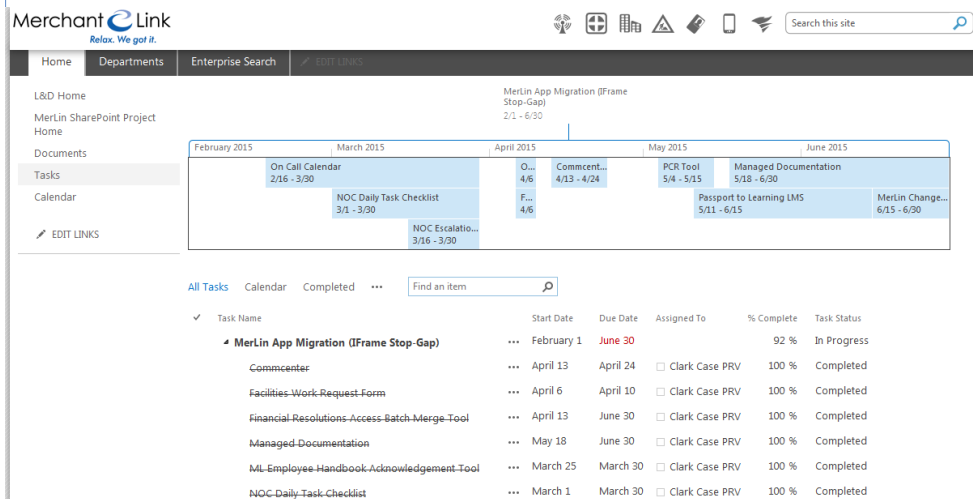 Merchant Link
Relax. We got it.
Search this site
Home Departments Enterprise Search EDIT LINKS
L&D Home
MerLin SharePoint Project
Home
Documents
Tasks
Calendar
EDIT LINKS
MerLin App Migration (IFrame
Stop-Gap)
2/1 - 6/30
February 2015 March 2015 April 2015 May 2015 June 2015
On Call Calendar
2/16 - 3/30
O...
4/6
Commcent...
4/13 - 4/24
PCR Tool
5/4 - 5/15
Managed Documentation
5/18 - 6/30
NOC Daily Task Checklist
3/1 - 3/30
F...
4/6
Passport to Learning LMS
5/11 - 6/15
MerLin Change...
6/15 - 6/30
NOC Escalatio...
3/16 - 3/30
All Tasks Calendar Completed ••• Find an item
Task Name Start Date Due Date Assigned To % Complete Task Status
MerLin App Migration (IFrame Stop-Gap) ••• February 1 June 30 92 % In Progress
Commcenter ••• April 13 April 24 Clark Case PRV 100 % Completed
Facilities Work Request Form ••• April 6 April 10 Clark Case PRV 100 % Completed
Financial Resolutions Access Batch Merge Tool ••• April 13 June 30 Clark Case PRV 100 % Completed
Managed Documentation ••• May 18 June 30 Clark Case PRV 100 % Completed
ML Employee Handbook Acknowledgement Tool ••• March 25 March 30 Clark Case PRV 100 % Completed
NOC Daily Task Checklist ••• March 1 March 30 Clark Case PRV 100 % Completed